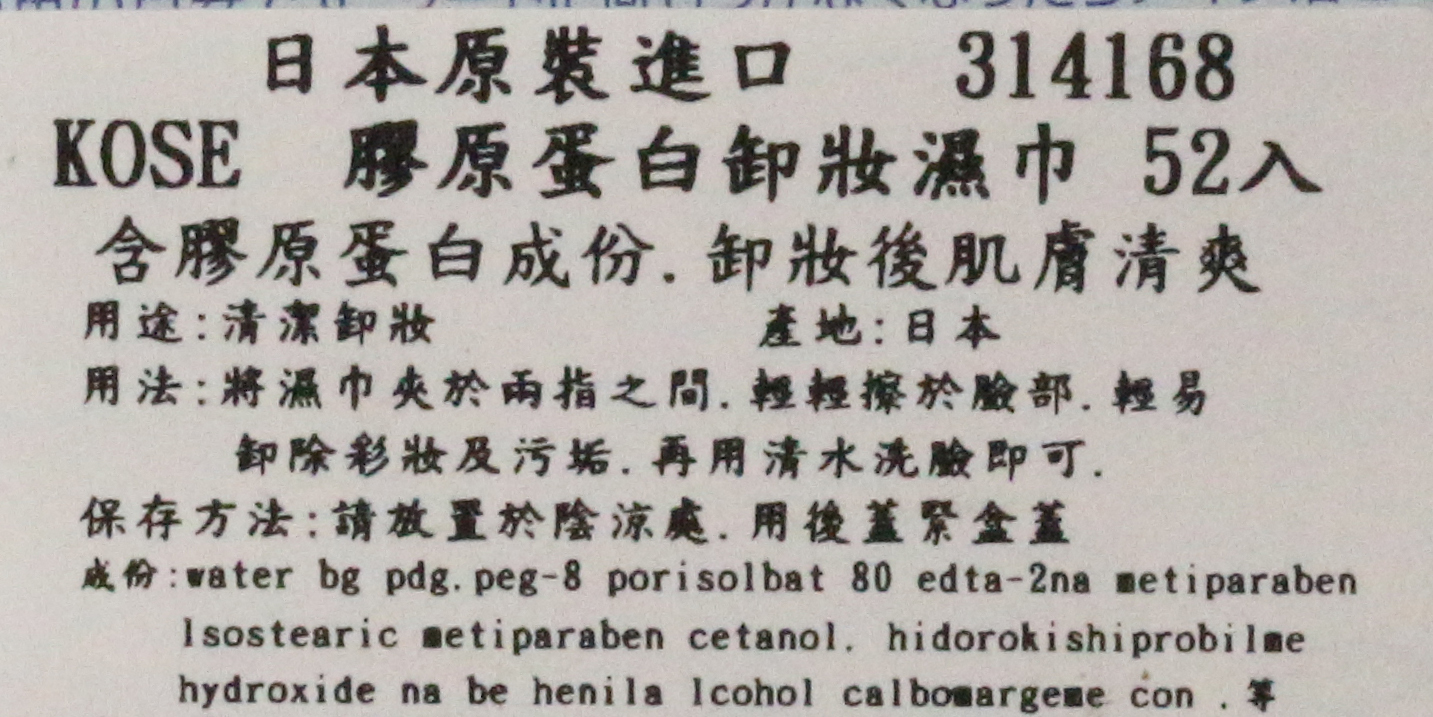 日本原裝進口 314168
KOSE 膠原蛋白卸妝濕巾 52入
含膠原蛋白成份.卸妝後肌膚清爽
用途:清潔卸妝 產地:日本
用法:將濕巾夾於兩指之間.輕輕擦於臉部.輕易
卸除彩妝及污垢.再用清水洗臉即可.
保存方法:請放置於陰涼處.用後蓋緊盒蓋
成份:water bg pdg.peg-8 porisolbat 80 edta-2na metiparaben
lsostearic metiparaben cetanol. hidorokishiprobilme
hydroxide na be henila lcohol calbomargeme con .等